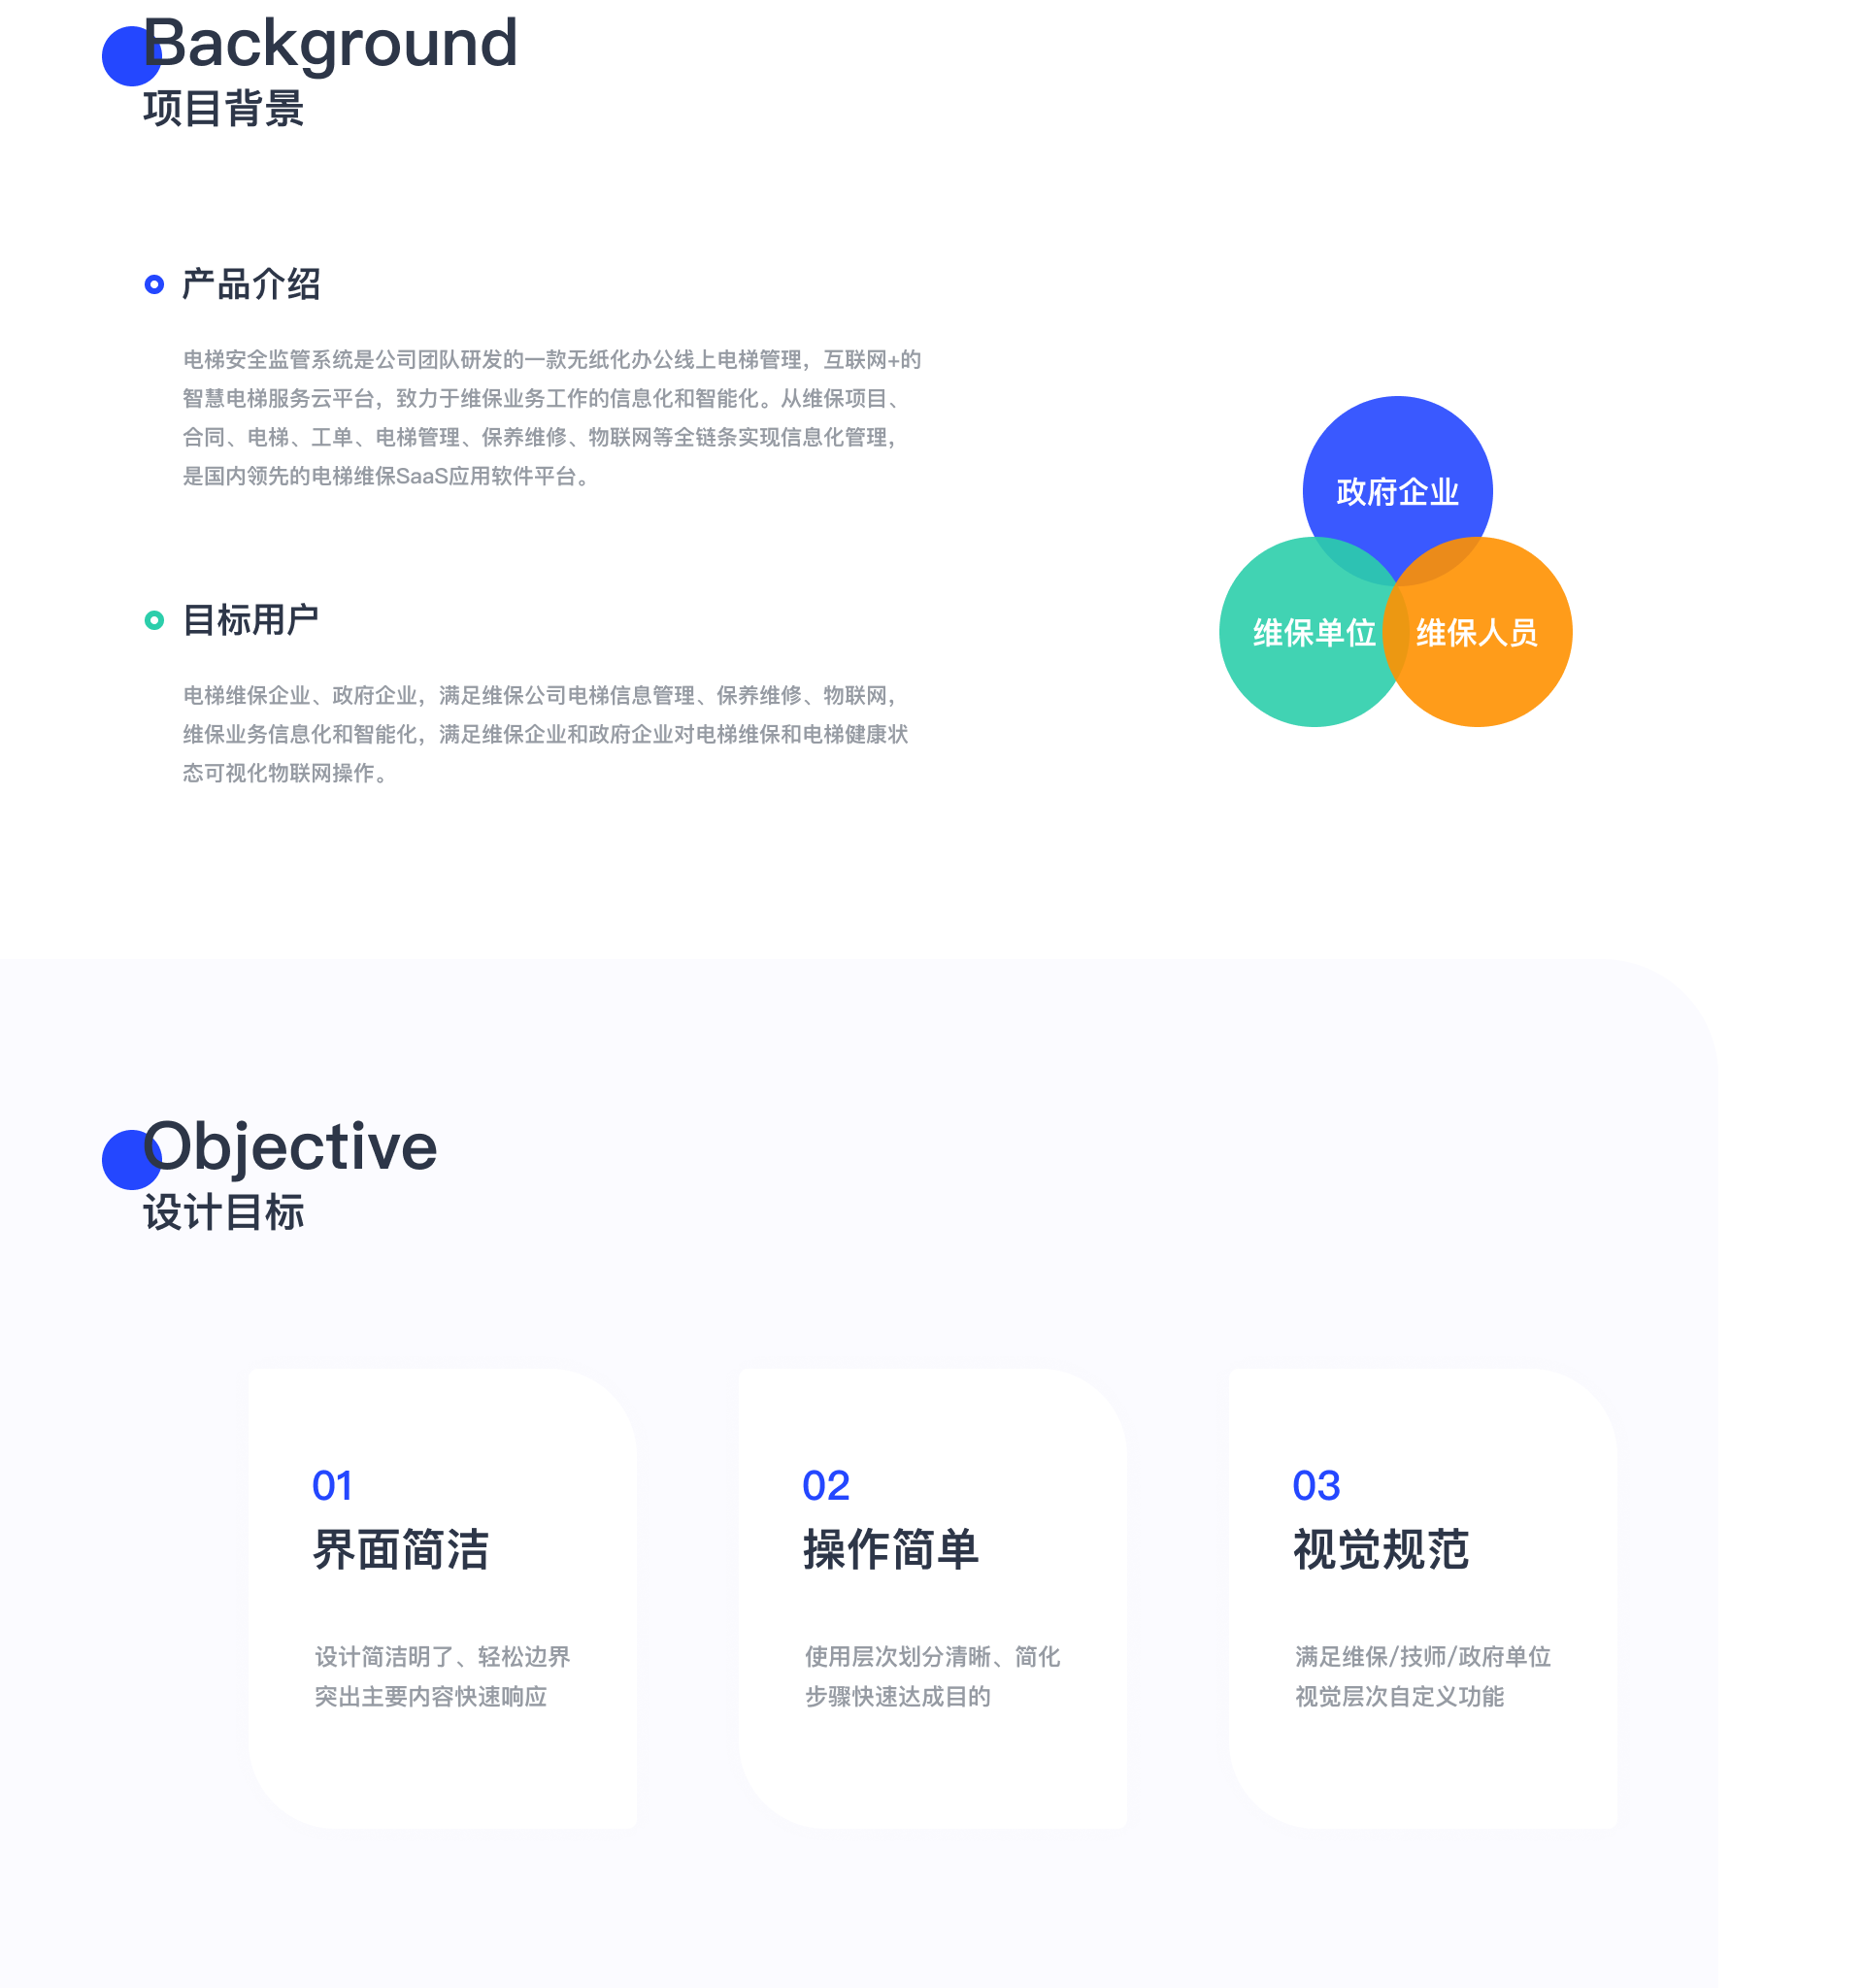 Background
项目背景
产品介绍
电梯安全监管系统是公司团队研发的一款无纸化办公线上电梯管理，互联网+的
智慧电梯服务云平台，致力于维保业务工作的信息化和智能化。从维保项目、
合同、电梯、工单、电梯管理、保养维修、物联网等全链条实现信息化管理，
是国内领先的电梯维保SaaS应用软件平台。
目标用户
电梯维保企业、政府企业，满足维保公司电梯信息管理、保养维修、物联网，
维保业务信息化和智能化，满足维保企业和政府企业对电梯维保和电梯健康状
态可视化物联网操作。
政府企业
维保单位
维保人员
Objective
设计目标
01
界面简洁
设计简洁明了、轻松边界
突出主要内容快速响应
02
操作简单
使用层次划分清晰、简化
步骤快速达成目的
03
视觉规范
满足维保/技师/政府单位
视觉层次自定义功能